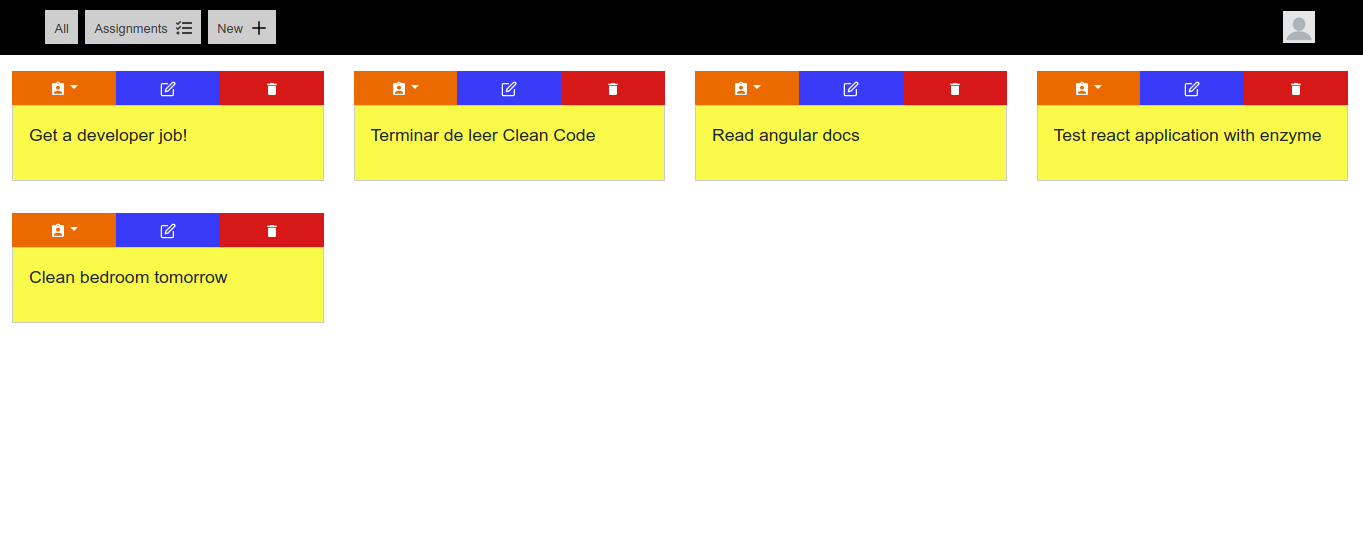 All
Assignments
New
Get a developer job!
Terminar de leer Clean Code
Read angular docs
Test react application with enzyme
Clean bedroom tomorrow